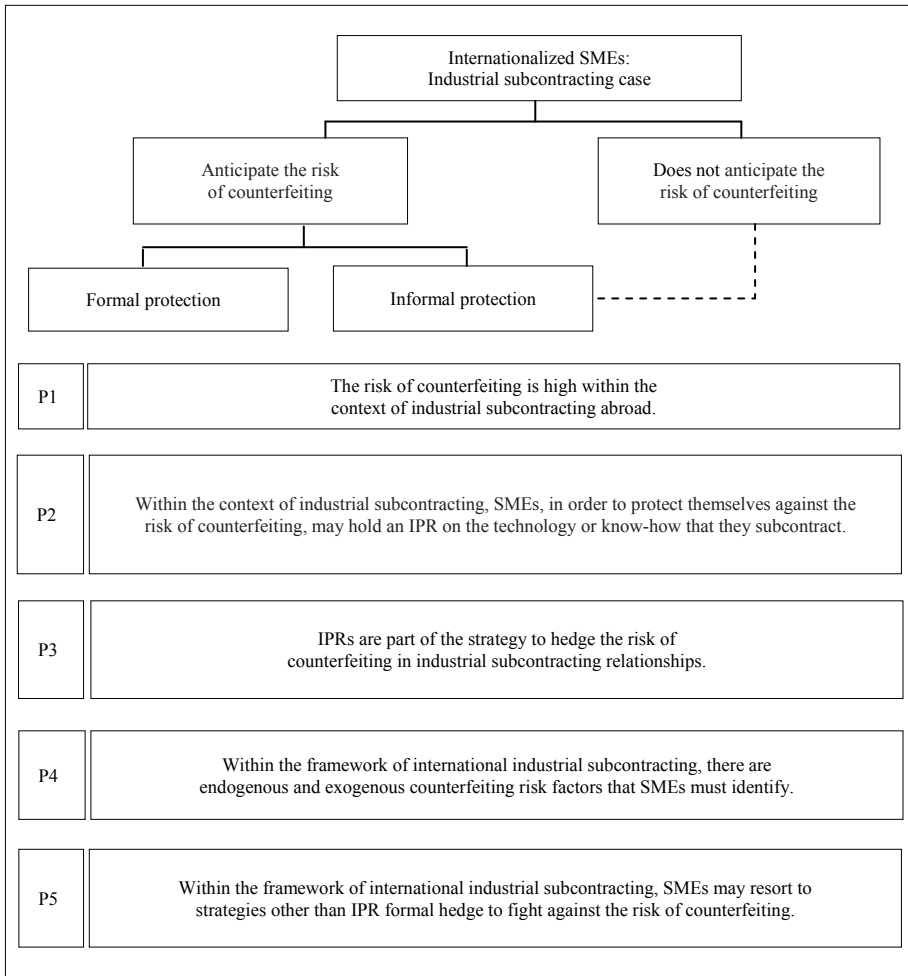 Internationalized SMEs:
Industrial subcontracting case
Anticipate the risk
of counterfeiting
Does not anticipate the
risk of counterfeiting
Formal protection
Informal protection
P1
The risk of counterfeiting is high within the
context of industrial subcontracting abroad.
P2
Within the context of industrial subcontracting, SMEs, in order to protect themselves against the
risk of counterfeiting, may hold an IPR on the technology or know-how that they subcontract.
P3
IPRs are part of the strategy to hedge the risk of
counterfeiting in industrial subcontracting relationships.
P4
Within the framework of international industrial subcontracting, there are
endogenous and exogenous counterfeiting risk factors that SMEs must identify.
P5
Within the framework of international industrial subcontracting, SMEs may resort to
strategies other than IPR formal hedge to fight against the risk of counterfeiting.